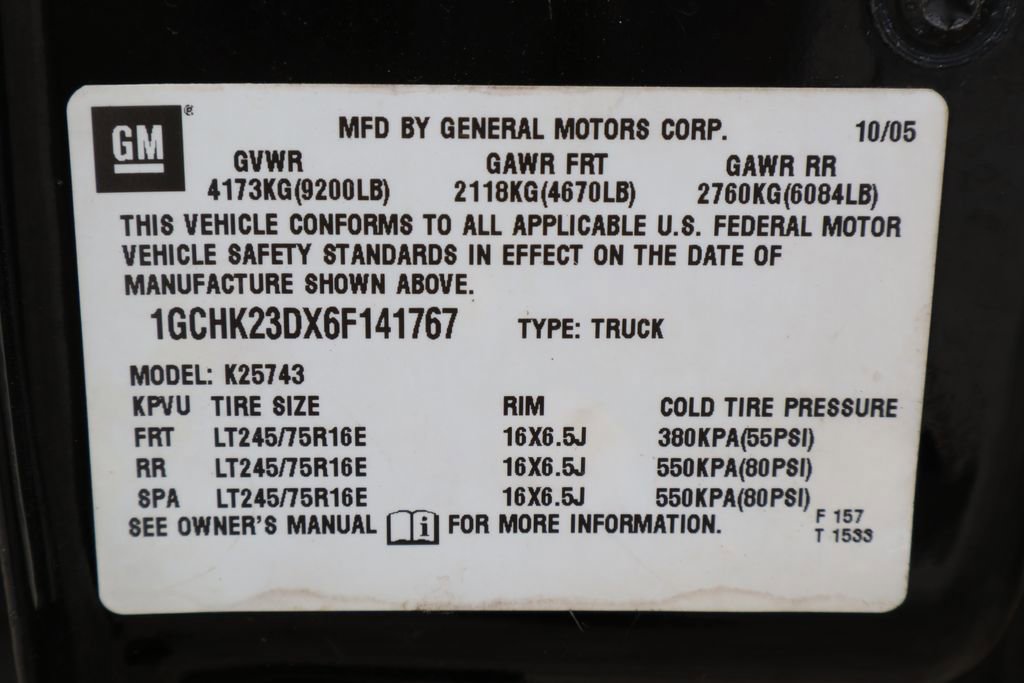 GM ®
MFD BY GENERAL MOTORS CORP. 10/05
GVWR GAWR FRT GAWR RR
4173KG(9200LB) 2118KG(4670LB) 2760KG(6084LB)
THIS VEHICLE CONFORMS TO ALL APPLICABLE U.S. FEDERAL MOTOR
VEHICLE SAFETY STANDARDS IN EFFECT ON THE DATE OF
MANUFACTURE SHOWN ABOVE.
1GCHK23DX6F141767 TYPE: TRUCK
MODEL: K25743
KPVU TIRE SIZE RIM COLD TIRE PRESSURE
FRT LT245/75R16E 16X6.5J 380KPA(55PSI)
RR LT245/75R16E 16X6.5J 550KPA(80PSI)
SPA LT245/75R16E 16X6.5J 550KPA(80PSI)
SEE OWNER'S MANUAL i FOR MORE INFORMATION.
F 157
T 1533